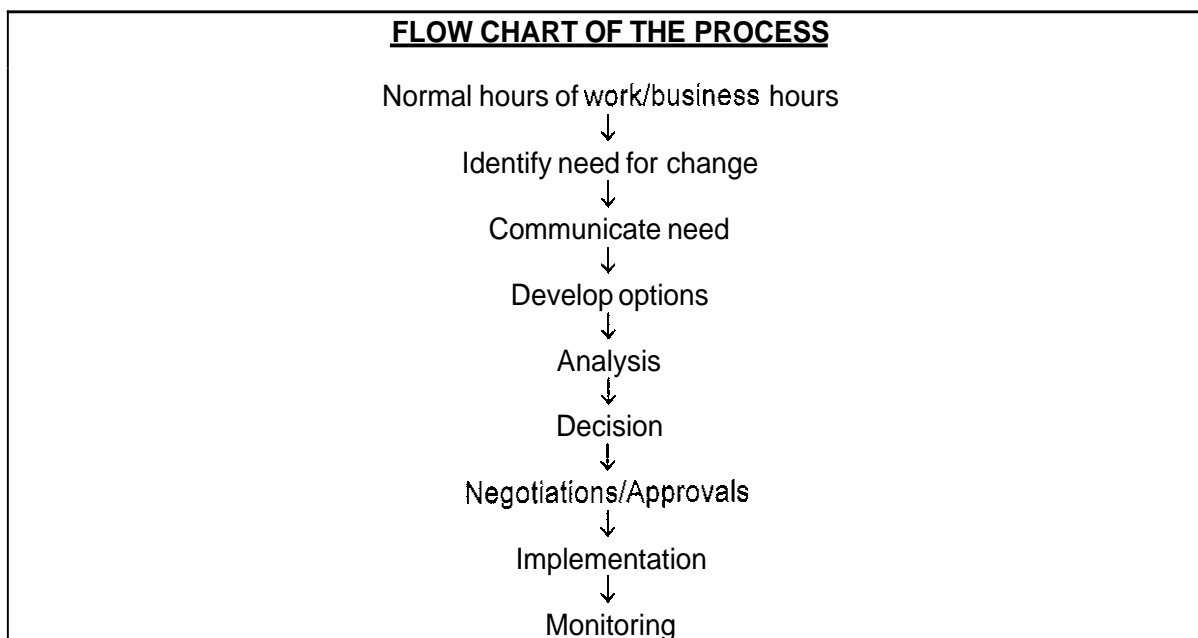 FLOW CHART OF THE PROCESS
Normal hours of work/business hours
Identify need for change
Communicate need
Develop options
Analysis
Decision
Negotiations/Approvals
Implementation
Monitoring